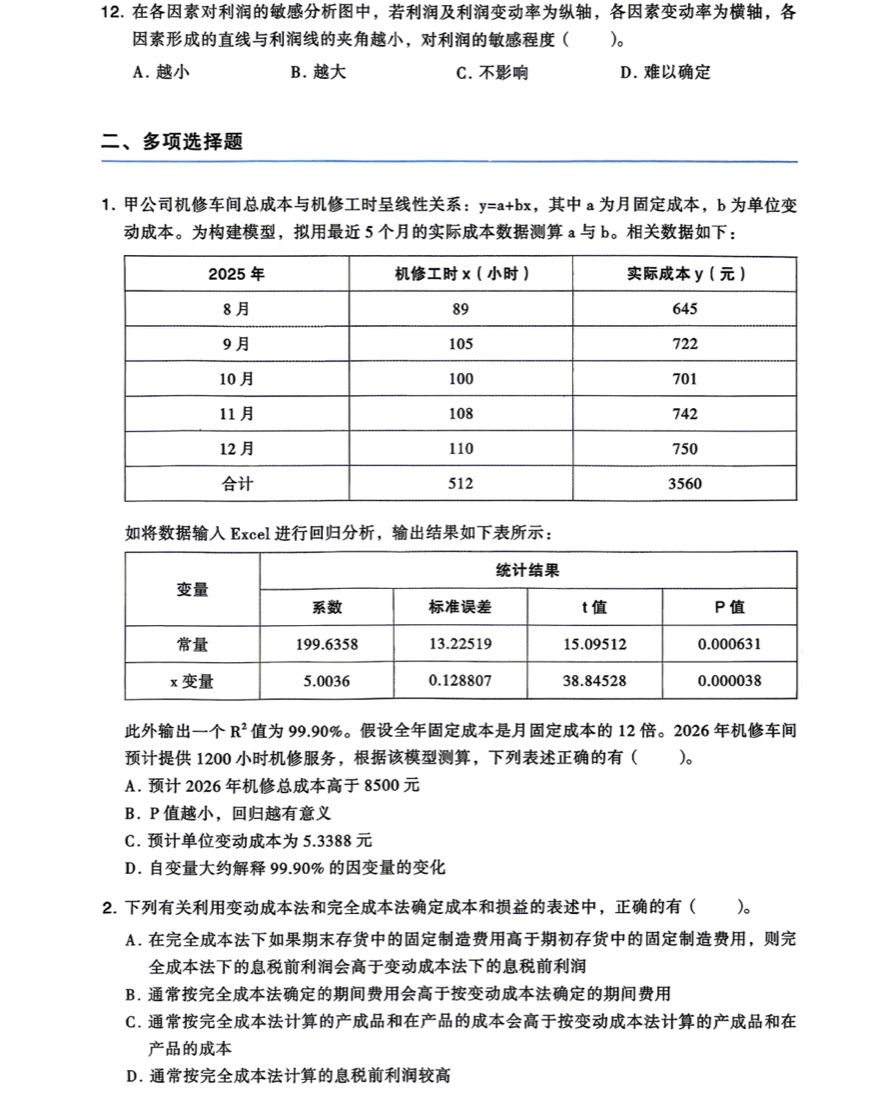 12. 在各因素对利润的敏感分析图中，若利润及利润变动率为纵轴，各因素变动率为横轴，各
因素形成的直线与利润线的夹角越小，对利润的敏感程度（　　）。
A. 越小　B. 越大　C. 不影响　D. 难以确定
二、多项选择题
1. 甲公司机修车间总成本与机修工时呈线性关系：y=a+bx，其中 a 为月固定成本，b 为单位变
动成本。为构建模型，拟用最近 5 个月的实际成本数据测算 a 与 b。相关数据如下：
2025 年　机修工时 x（小时）　实际成本 y（元）
8 月　89　645
9 月　105　722
10 月　100　701
11 月　108　742
12 月　110　750
合计　512　3560
如将数据输入 Excel 进行回归分析，输出结果如下表所示：
变量　统计结果
系数　标准误差　t 值　P 值
常量　199.6358　13.22519　15.09512　0.000631
x 变量　5.0036　0.128807　38.84528　0.000038
此外输出一个 R² 值为 99.90%。假设全年固定成本是月固定成本的 12 倍。2026 年机修车间
预计提供 1200 小时机修服务，根据该模型测算，下列表述正确的有（　　）。
A. 预计 2026 年机修总成本高于 8500 元
B. P 值越小，回归越有意义
C. 预计单位变动成本为 5.3388 元
D. 自变量大约解释 99.90% 的因变量的变化
2. 下列有关利用变动成本法和完全成本法确定成本和损益的表述中，正确的有（　　）。
A. 在完全成本法下如果期末存货中的固定制造费用高于期初存货中的固定制造费用，则完
全成本法下的息税前利润会高于变动成本法下的息税前利润
B. 通常按完全成本法确定的期间费用会高于按变动成本法确定的期间费用
C. 通常按完全成本法计算的产成品和在产品的成本会高于按变动成本法计算的产成品和在
产品的成本
D. 通常按完全成本法计算的息税前利润较高